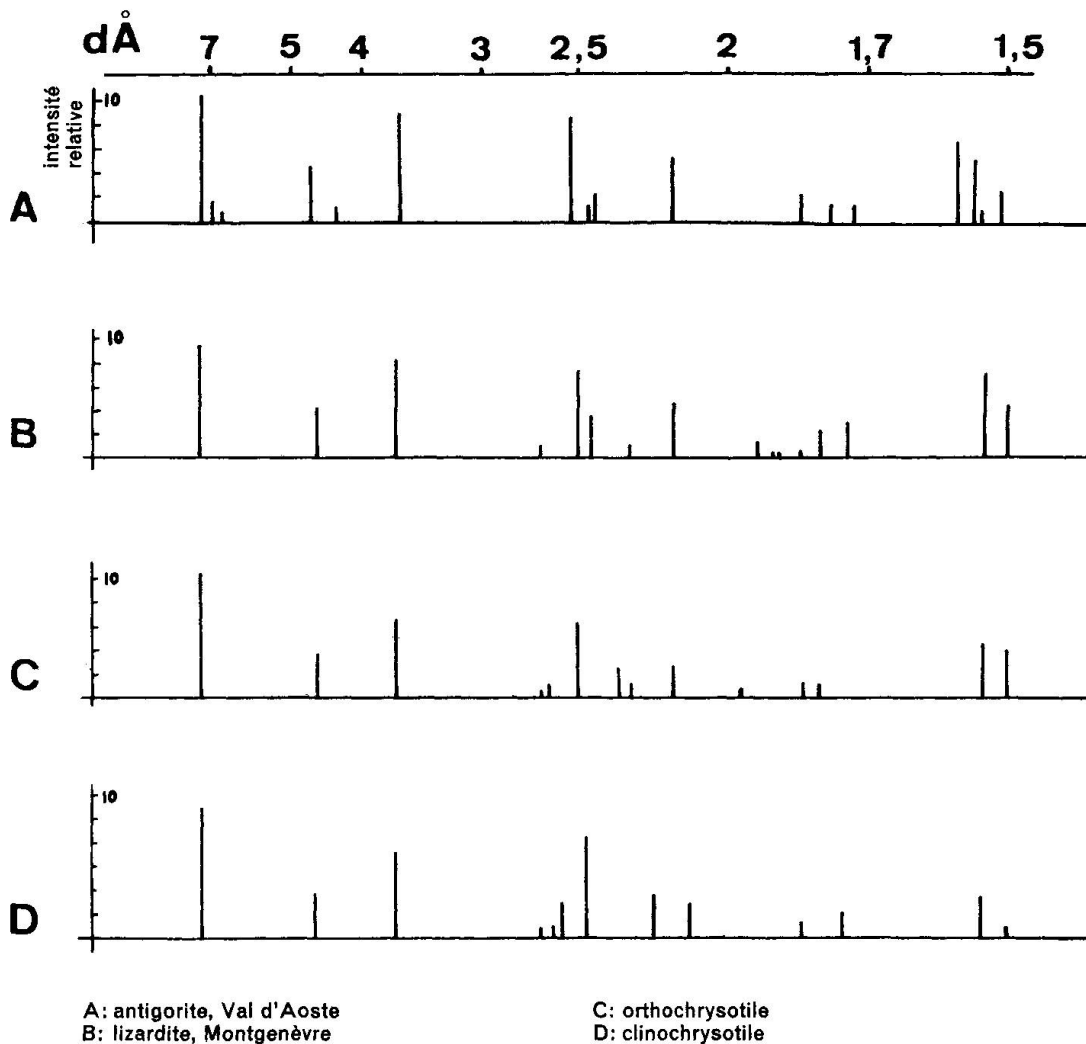 dÅ 7 5 4 3 2,5 2 1,7 1,5
intensité
relative
10
A
10
B
10
C
10
D
A: antigorite, Val d'Aoste
B: lizardite, Montgenèvre
C: orthochrysotile
D: clinochrysotile